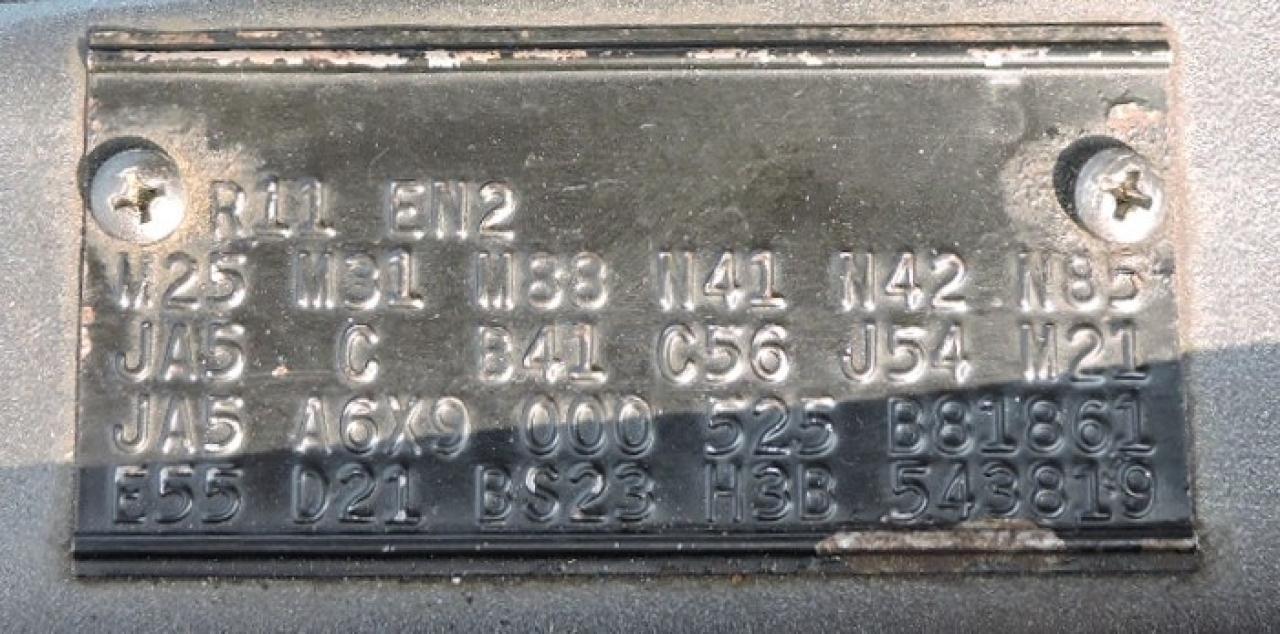 R11 EN2
M25 M31 M88 N41 N42 N85
JA5 C B41 C56 J54 M21
JA5 A6X9 000 525 B81861
E55 D21 BS23 H3B 543819